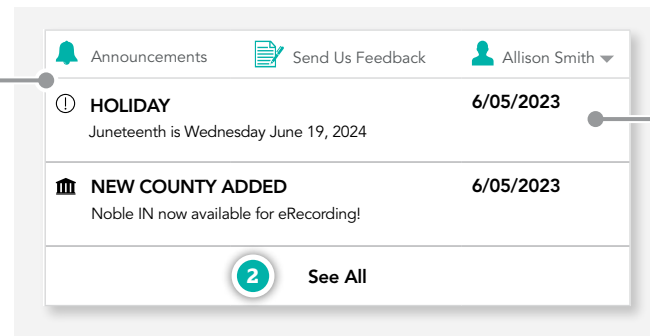 Announcements Send Us Feedback Allison Smith
HOLIDAY 6/05/2023
Juneteenth is Wednesday June 19, 2024
NEW COUNTY ADDED 6/05/2023
Noble IN now available for eRecording!
2 See All